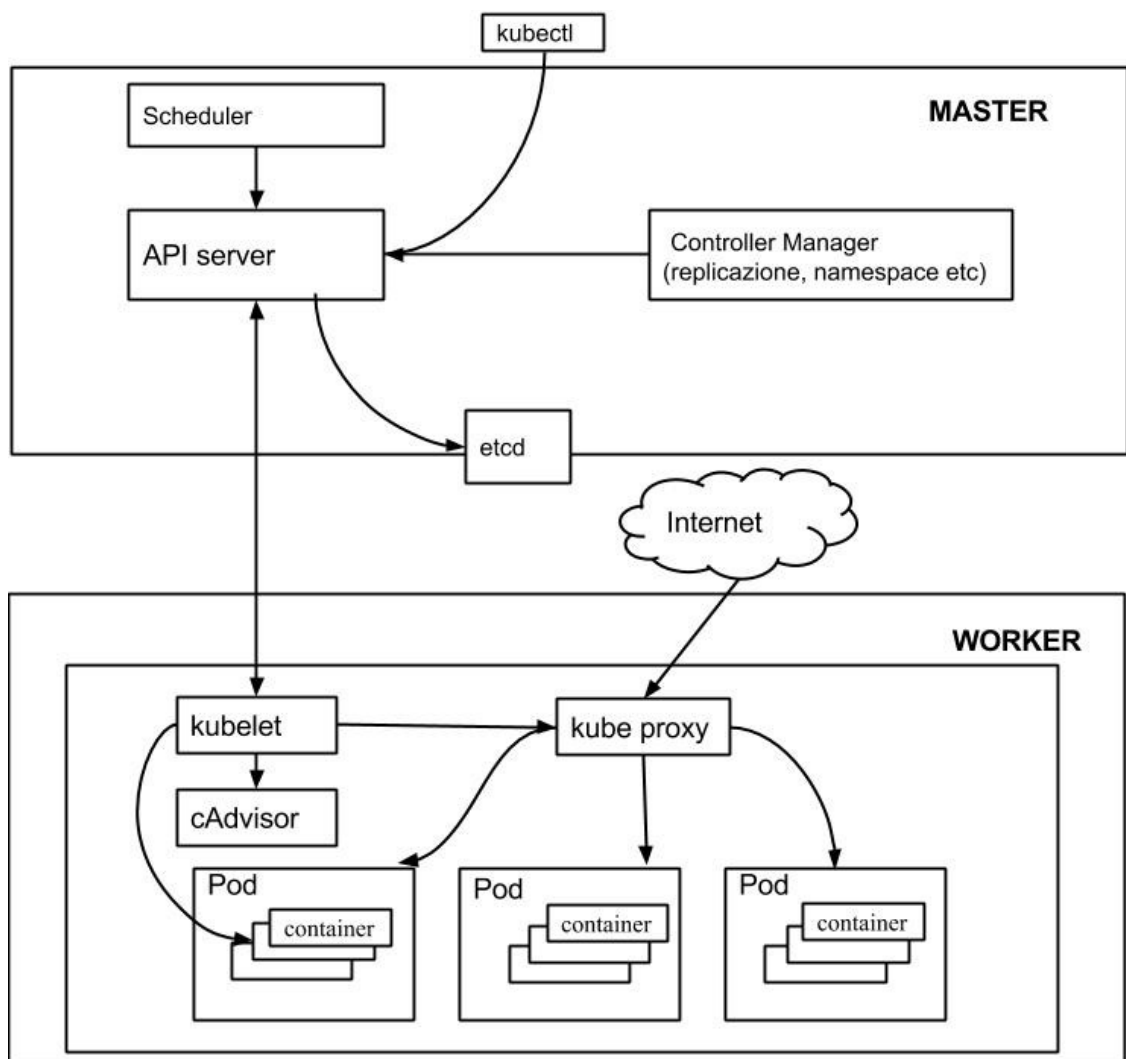 kubectl
MASTER
Scheduler
API server
Controller Manager
(replicazione, namespace etc)
etcd
Internet
WORKER
kubelet
kube proxy
cAdvisor
Pod
container
Pod
container
Pod
container